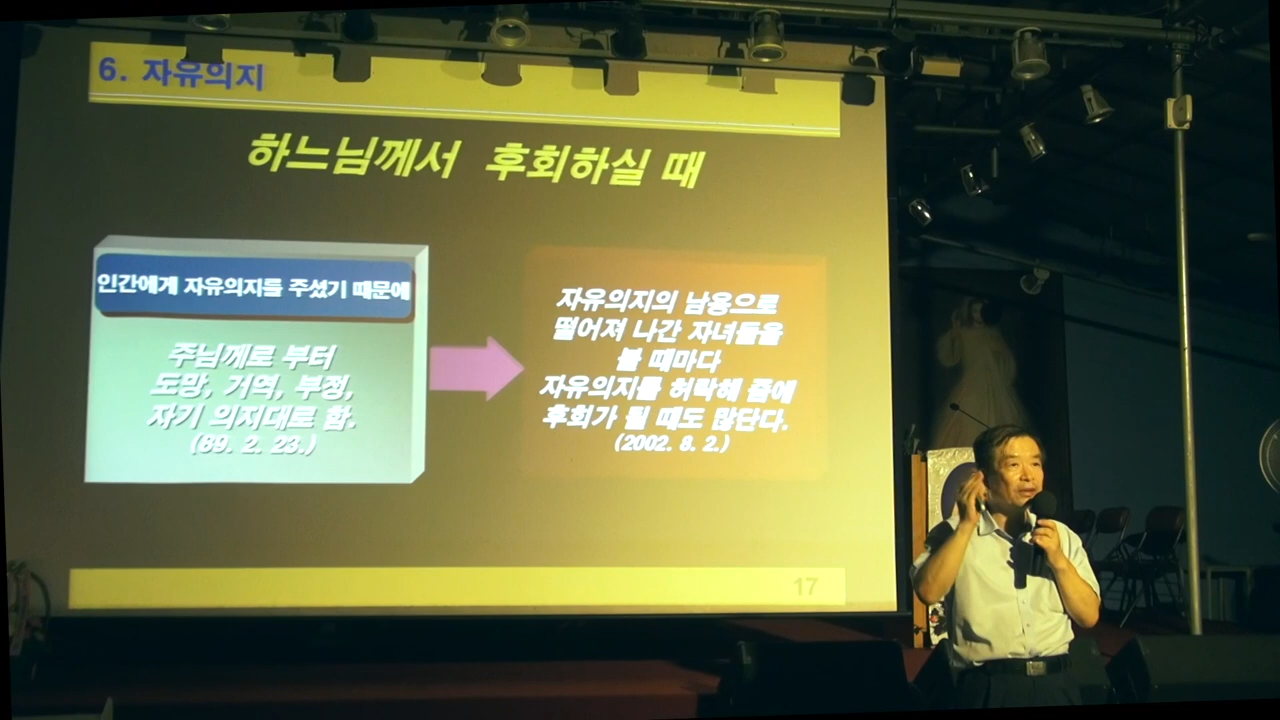 6. 자유의지
하느님께서 후회하실 때
인간에게 자유의지를 주셨기 때문에
주님께로 부터
도망, 거역, 부정,
자기 의지대로 함.
(89. 2. 23.)
자유의지의 남용으로
떨어져 나간 자녀들을
볼 때마다
자유의지를 허락해 줌에
후회가 될 때도 많단다.
(2002. 8. 2.)
17